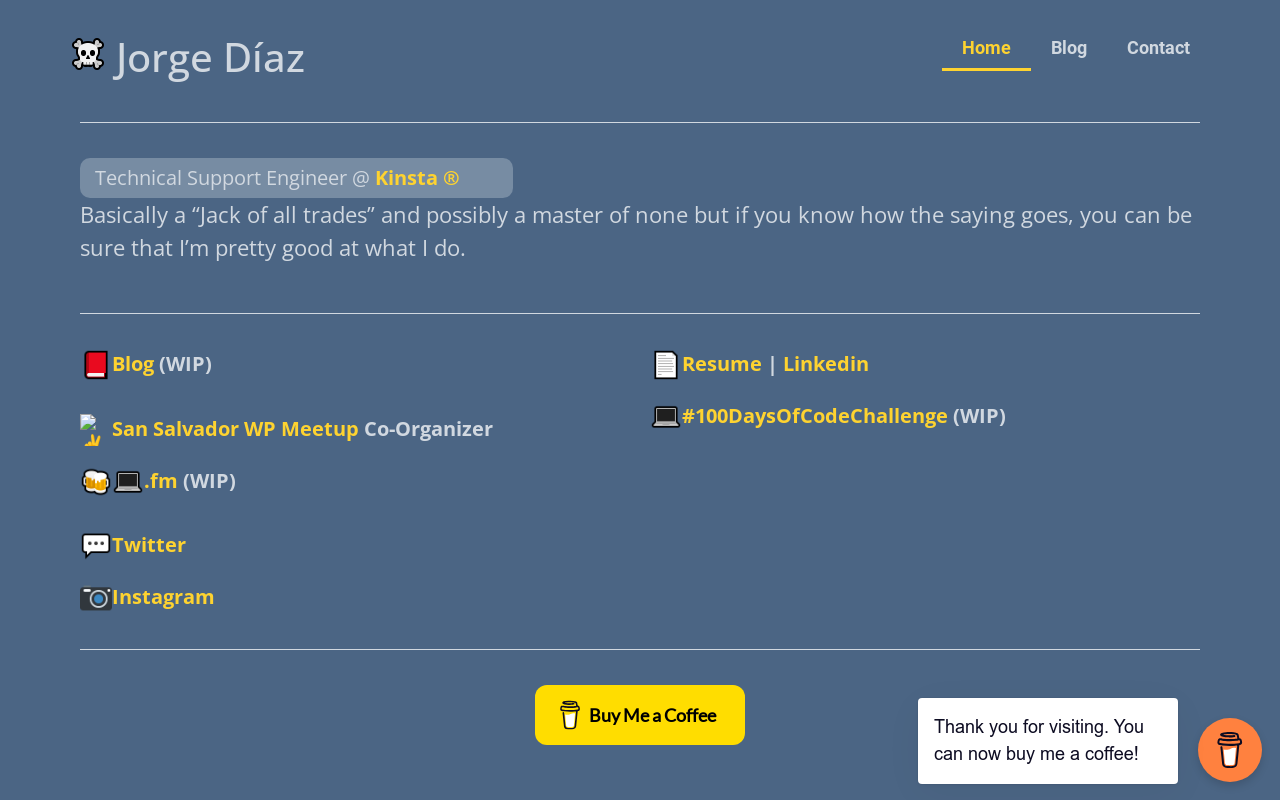 Jorge Díaz
Home Blog Contact
Technical Support Engineer @ Kinsta ®
Basically a “Jack of all trades” and possibly a master of none but if you know how the saying goes, you can be
sure that I’m pretty good at what I do.
Blog (WIP)
San Salvador WP Meetup Co-Organizer
.fm (WIP)
Twitter
Instagram
Resume | Linkedin
#100DaysOfCodeChallenge (WIP)
Buy Me a Coffee
Thank you for visiting. You
can now buy me a coffee!